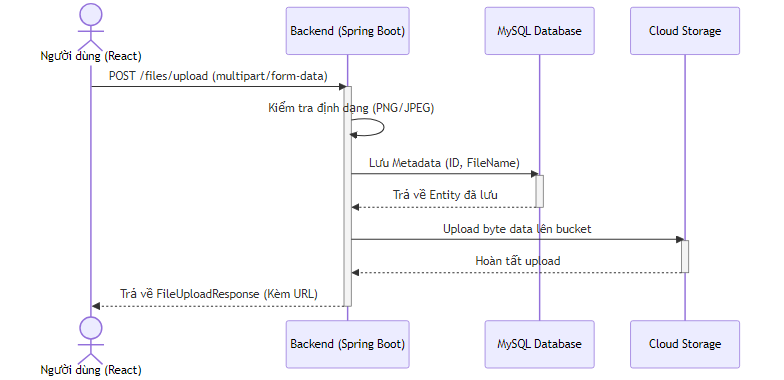 Người dùng (React)
Backend (Spring Boot)
MySQL Database
Cloud Storage
POST /files/upload (multipart/form-data)
Kiểm tra định dạng (PNG/JPEG)
Lưu Metadata (ID, FileName)
Trả về Entity đã lưu
Upload byte data lên bucket
Hoàn tất upload
Trả về FileUploadResponse (Kèm URL)
Người dùng (React)
Backend (Spring Boot)
MySQL Database
Cloud Storage